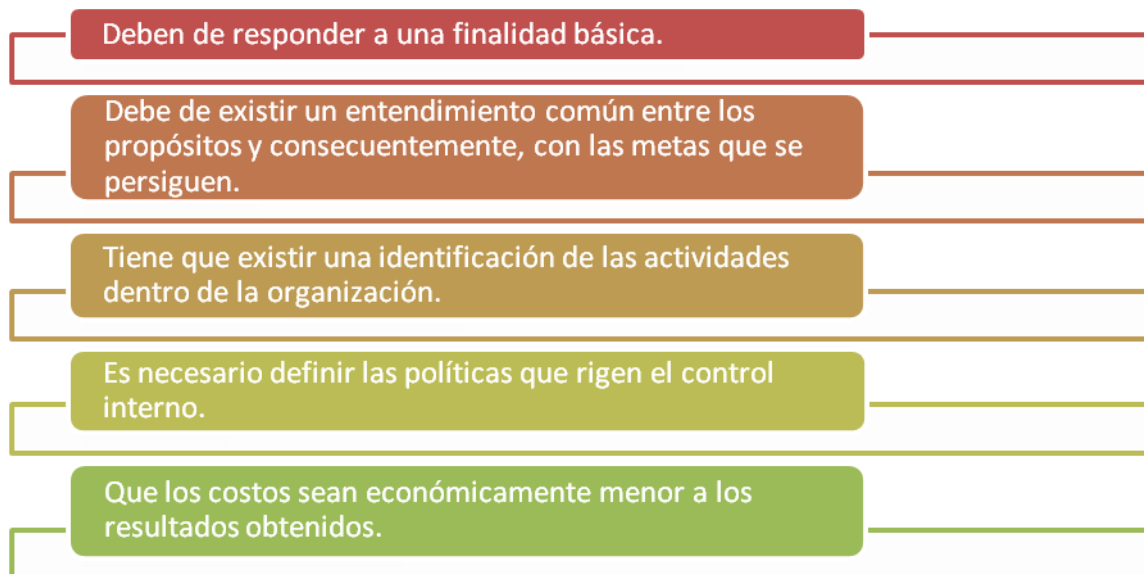 Deben de responder a una finalidad básica.
Debe de existir un entendimiento común entre los
propósitos y consecuentemente, con las metas que se
persiguen.
Tiene que existir una identificación de las actividades
dentro de la organización.
Es necesario definir las políticas que rigen el control
interno.
Que los costos sean económicamente menor a los
resultados obtenidos.